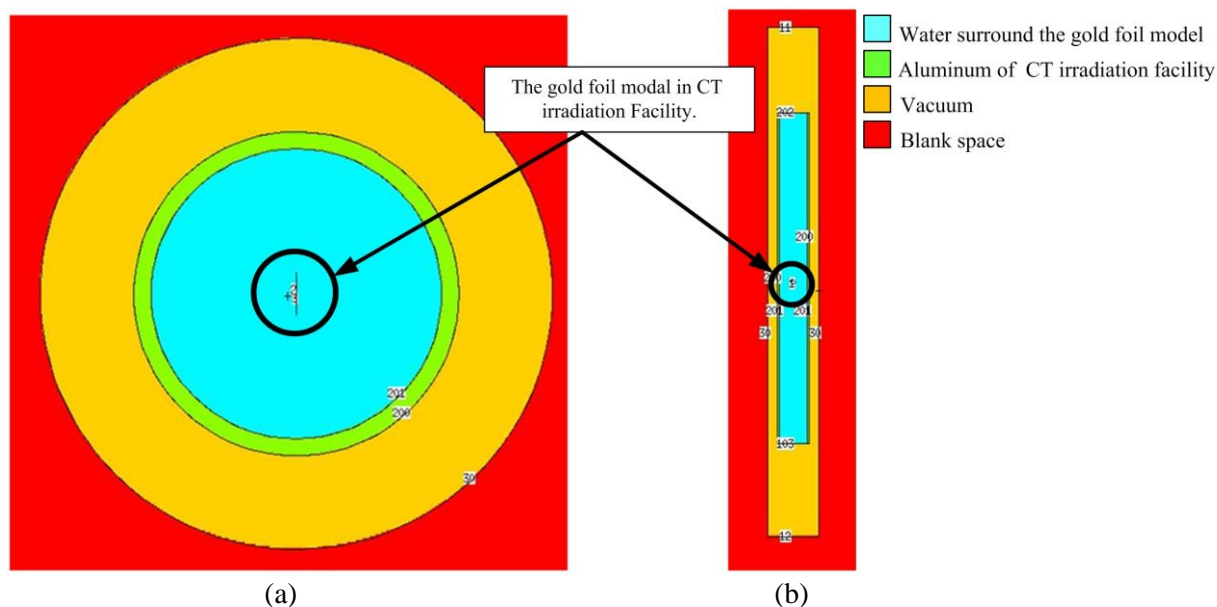 The gold foil modal in CT
irradiation Facility.
201
200
30
11
202
200
201
201
30
30
103
12
Water surround the gold foil model
Aluminum of CT irradiation facility
Vacuum
Blank space
(a)
(b)